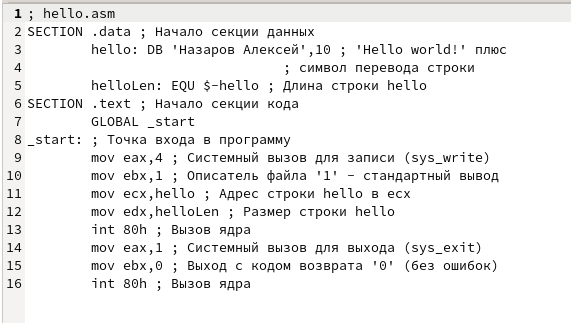 1 ; hello.asm
2 SECTION .data ; Начало секции данных
3 hello: DB 'Назаров Алексей',10 ; 'Hello world!' плюс
4 ; символ перевода строки
5 helloLen: EQU $-hello ; Длина строки hello
6 SECTION .text ; Начало секции кода
7 GLOBAL _start
8 _start: ; Точка входа в программу
9 mov eax,4 ; Системный вызов для записи (sys_write)
10 mov ebx,1 ; Описатель файла '1' - стандартный вывод
11 mov ecx,hello ; Адрес строки hello в ecx
12 mov edx,helloLen ; Размер строки hello
13 int 80h ; Вызов ядра
14 mov eax,1 ; Системный вызов для выхода (sys_exit)
15 mov ebx,0 ; Выход с кодом возврата '0' (без ошибок)
16 int 80h ; Вызов ядра